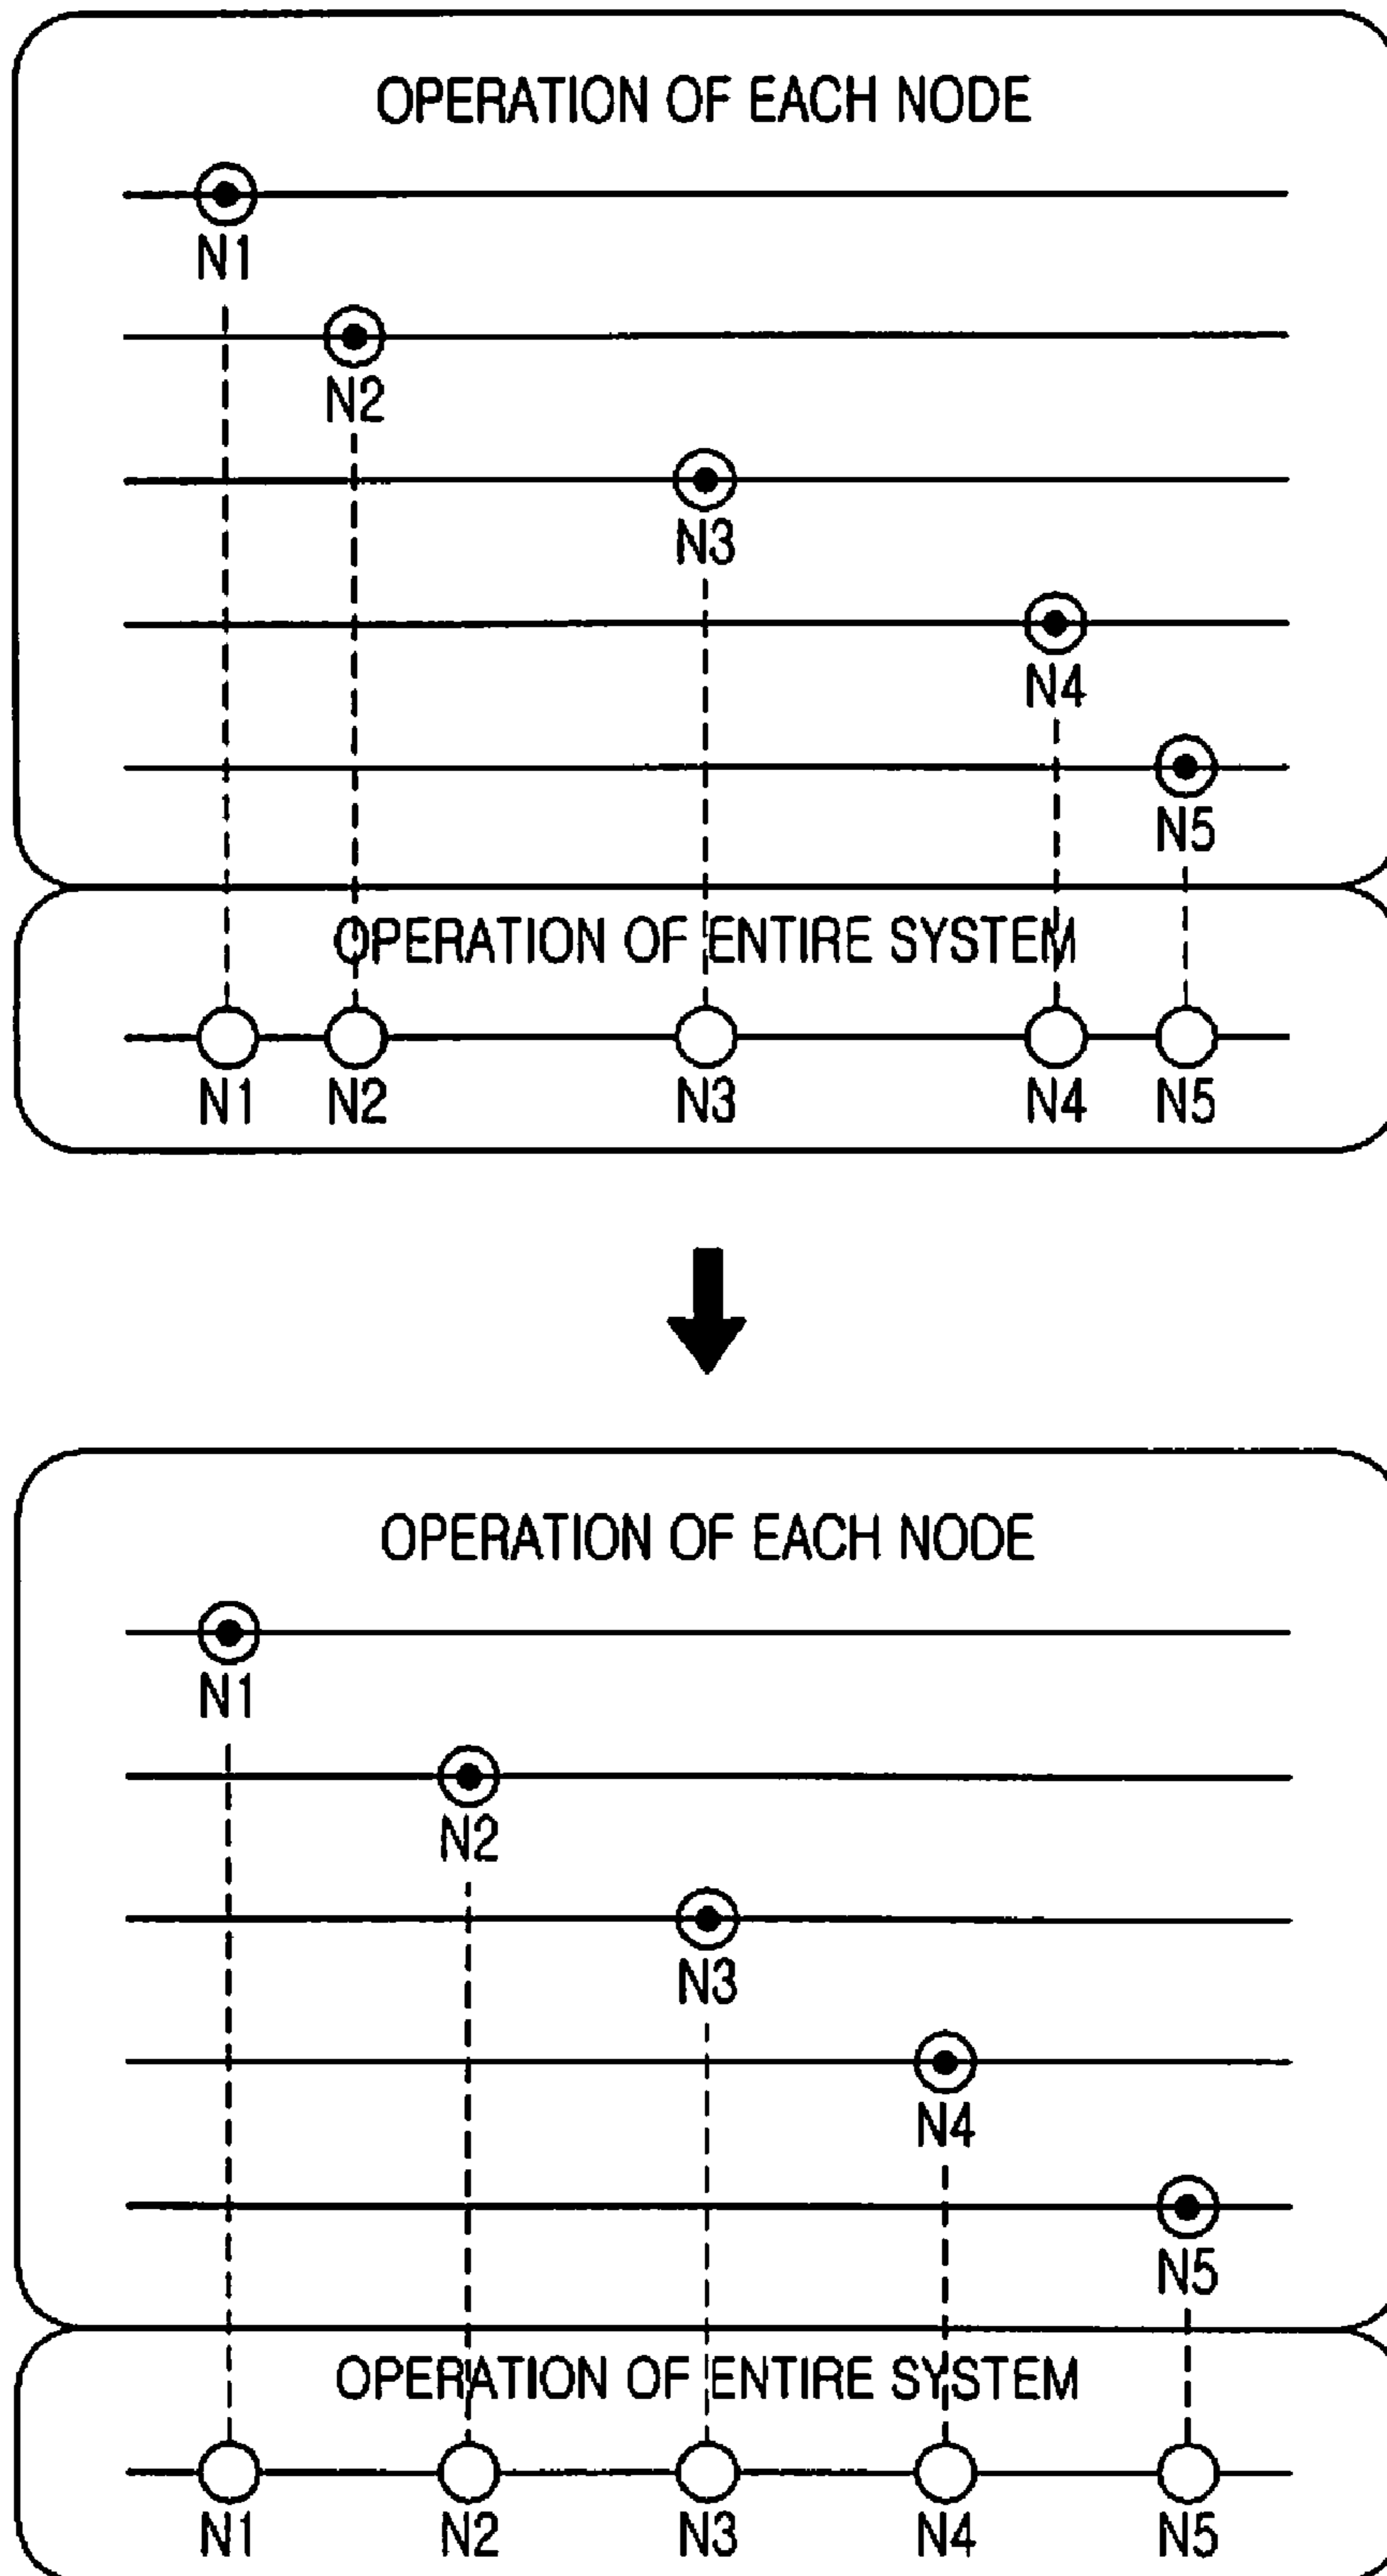 OPERATION OF EACH NODE
N1
N2
N3
N4
N5
OPERATION OF ENTIRE SYSTEM
N1 N2 N3 N4 N5
OPERATION OF EACH NODE
N1
N2
N3
N4
N5
OPERATION OF ENTIRE SYSTEM
N1 N2 N3 N4 N5